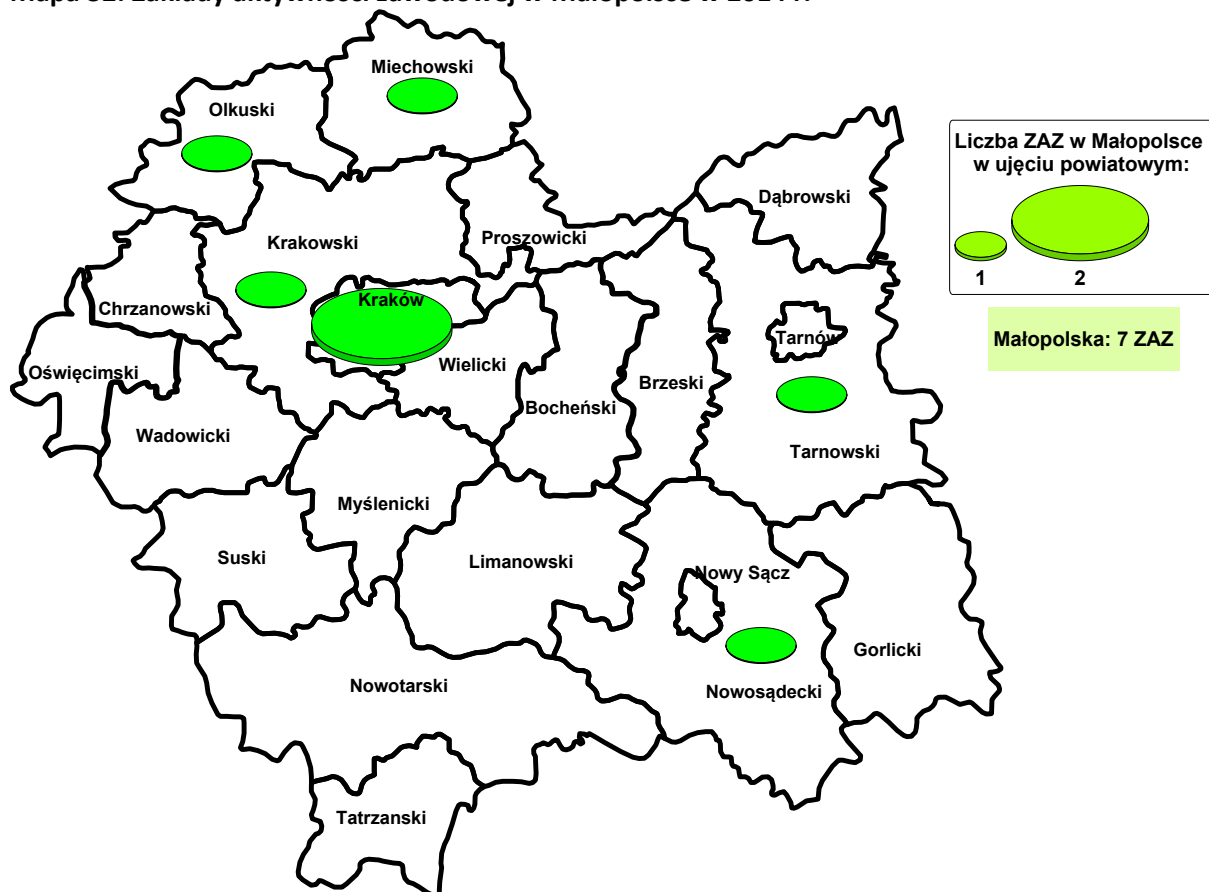 Miechowski
Olkuski
Liczba ZAZ w Małopolsce
w ujęciu powiatowym:
1 2
Małopolska: 7 ZAZ
Dąbrowski
Krakowski
Proszowicki
Chrzanowski
Kraków
Tarnów
Oświęcimski
Wielicki
Brzeski
Bocheński
Wadowicki
Tarnowski
Myślenicki
Suski
Limanowski
Nowy Sącz
Gorlicki
Nowotarski
Nowosądecki
Tatrzanski